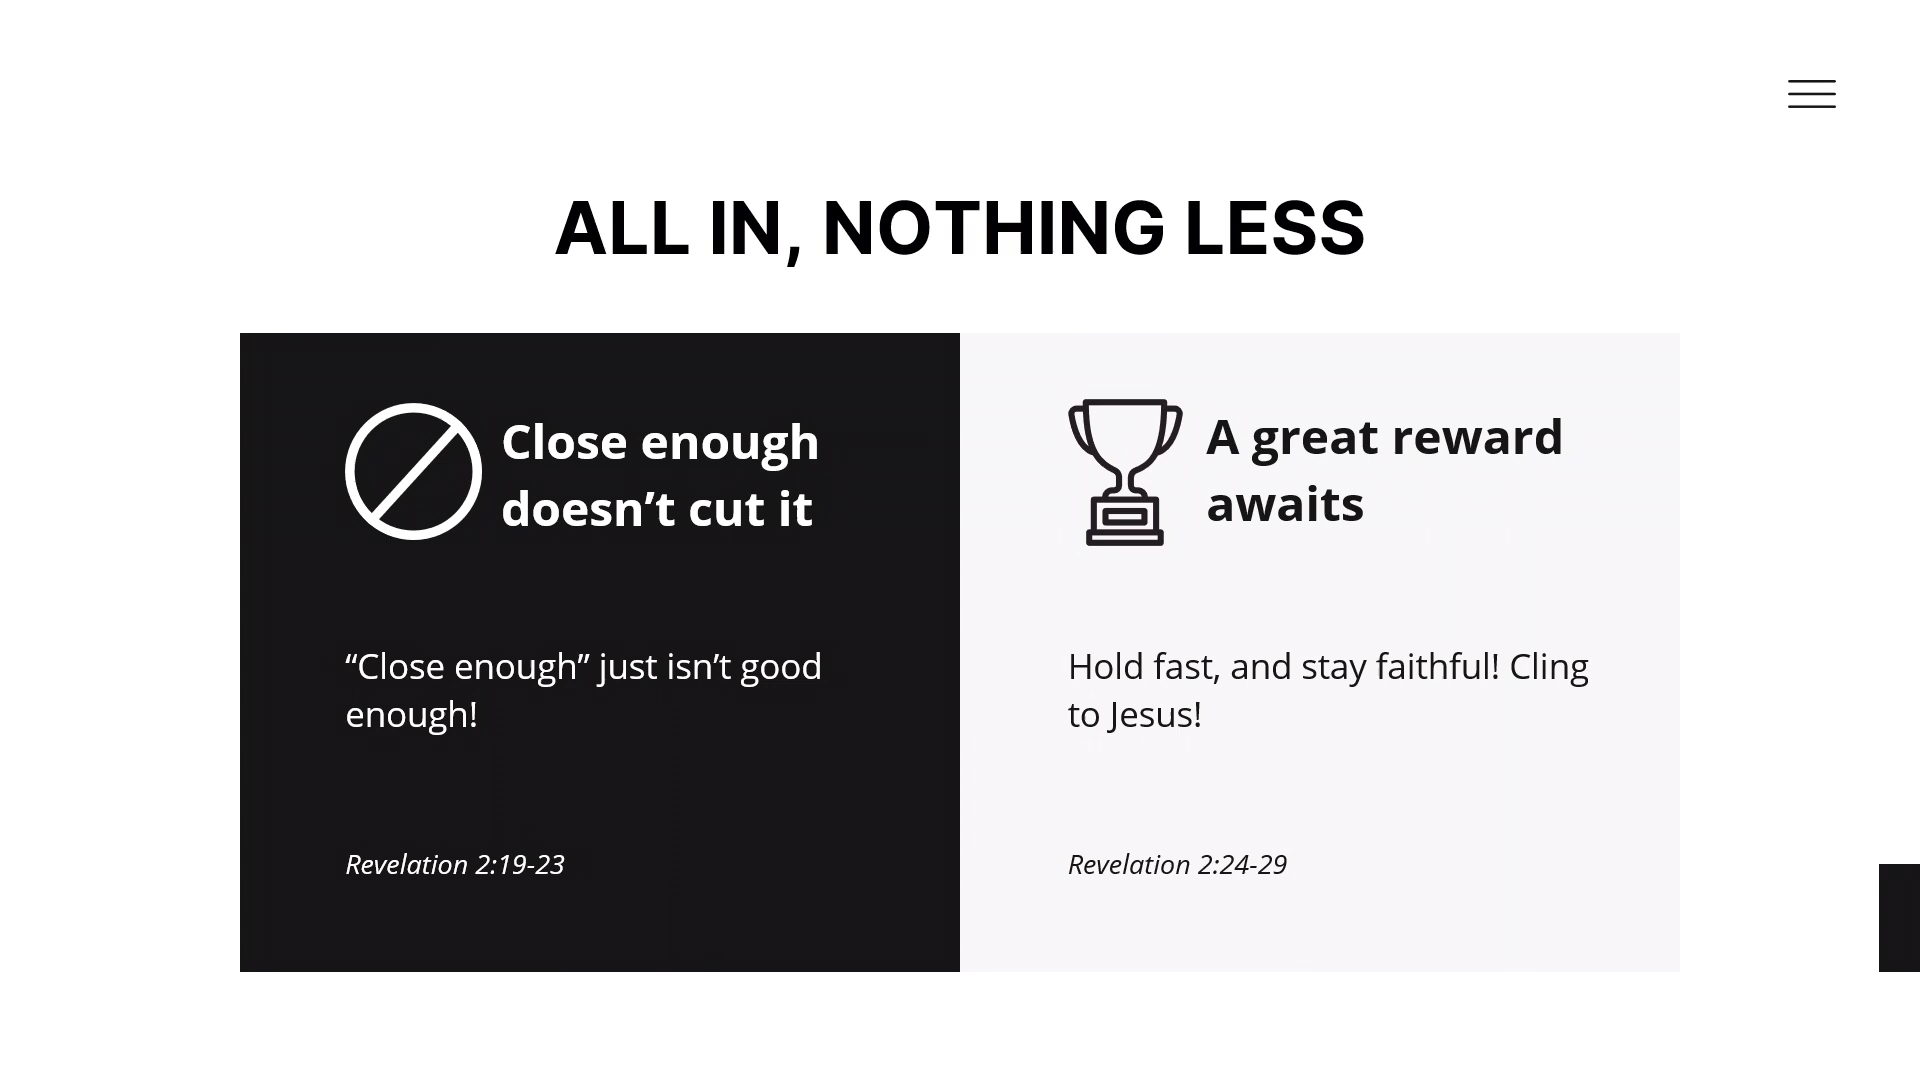 ALL IN, NOTHING LESS
Close enough
doesn’t cut it
“Close enough” just isn’t good
enough!
Revelation 2:19-23
A great reward
awaits
Hold fast, and stay faithful! Cling
to Jesus!
Revelation 2:24-29